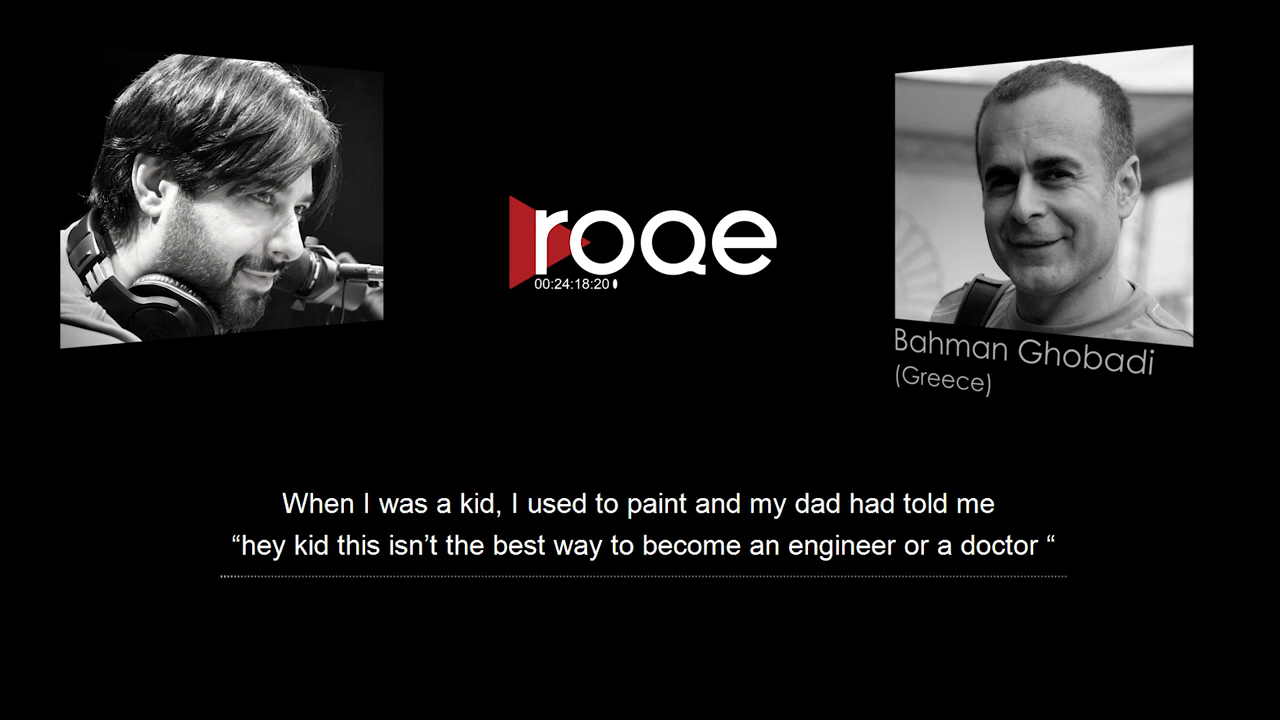 roqe
00:24:18:20
Bahman Ghobadi
(Greece)
When I was a kid, I used to paint and my dad had told me
“hey kid this isn’t the best way to become an engineer or a doctor “